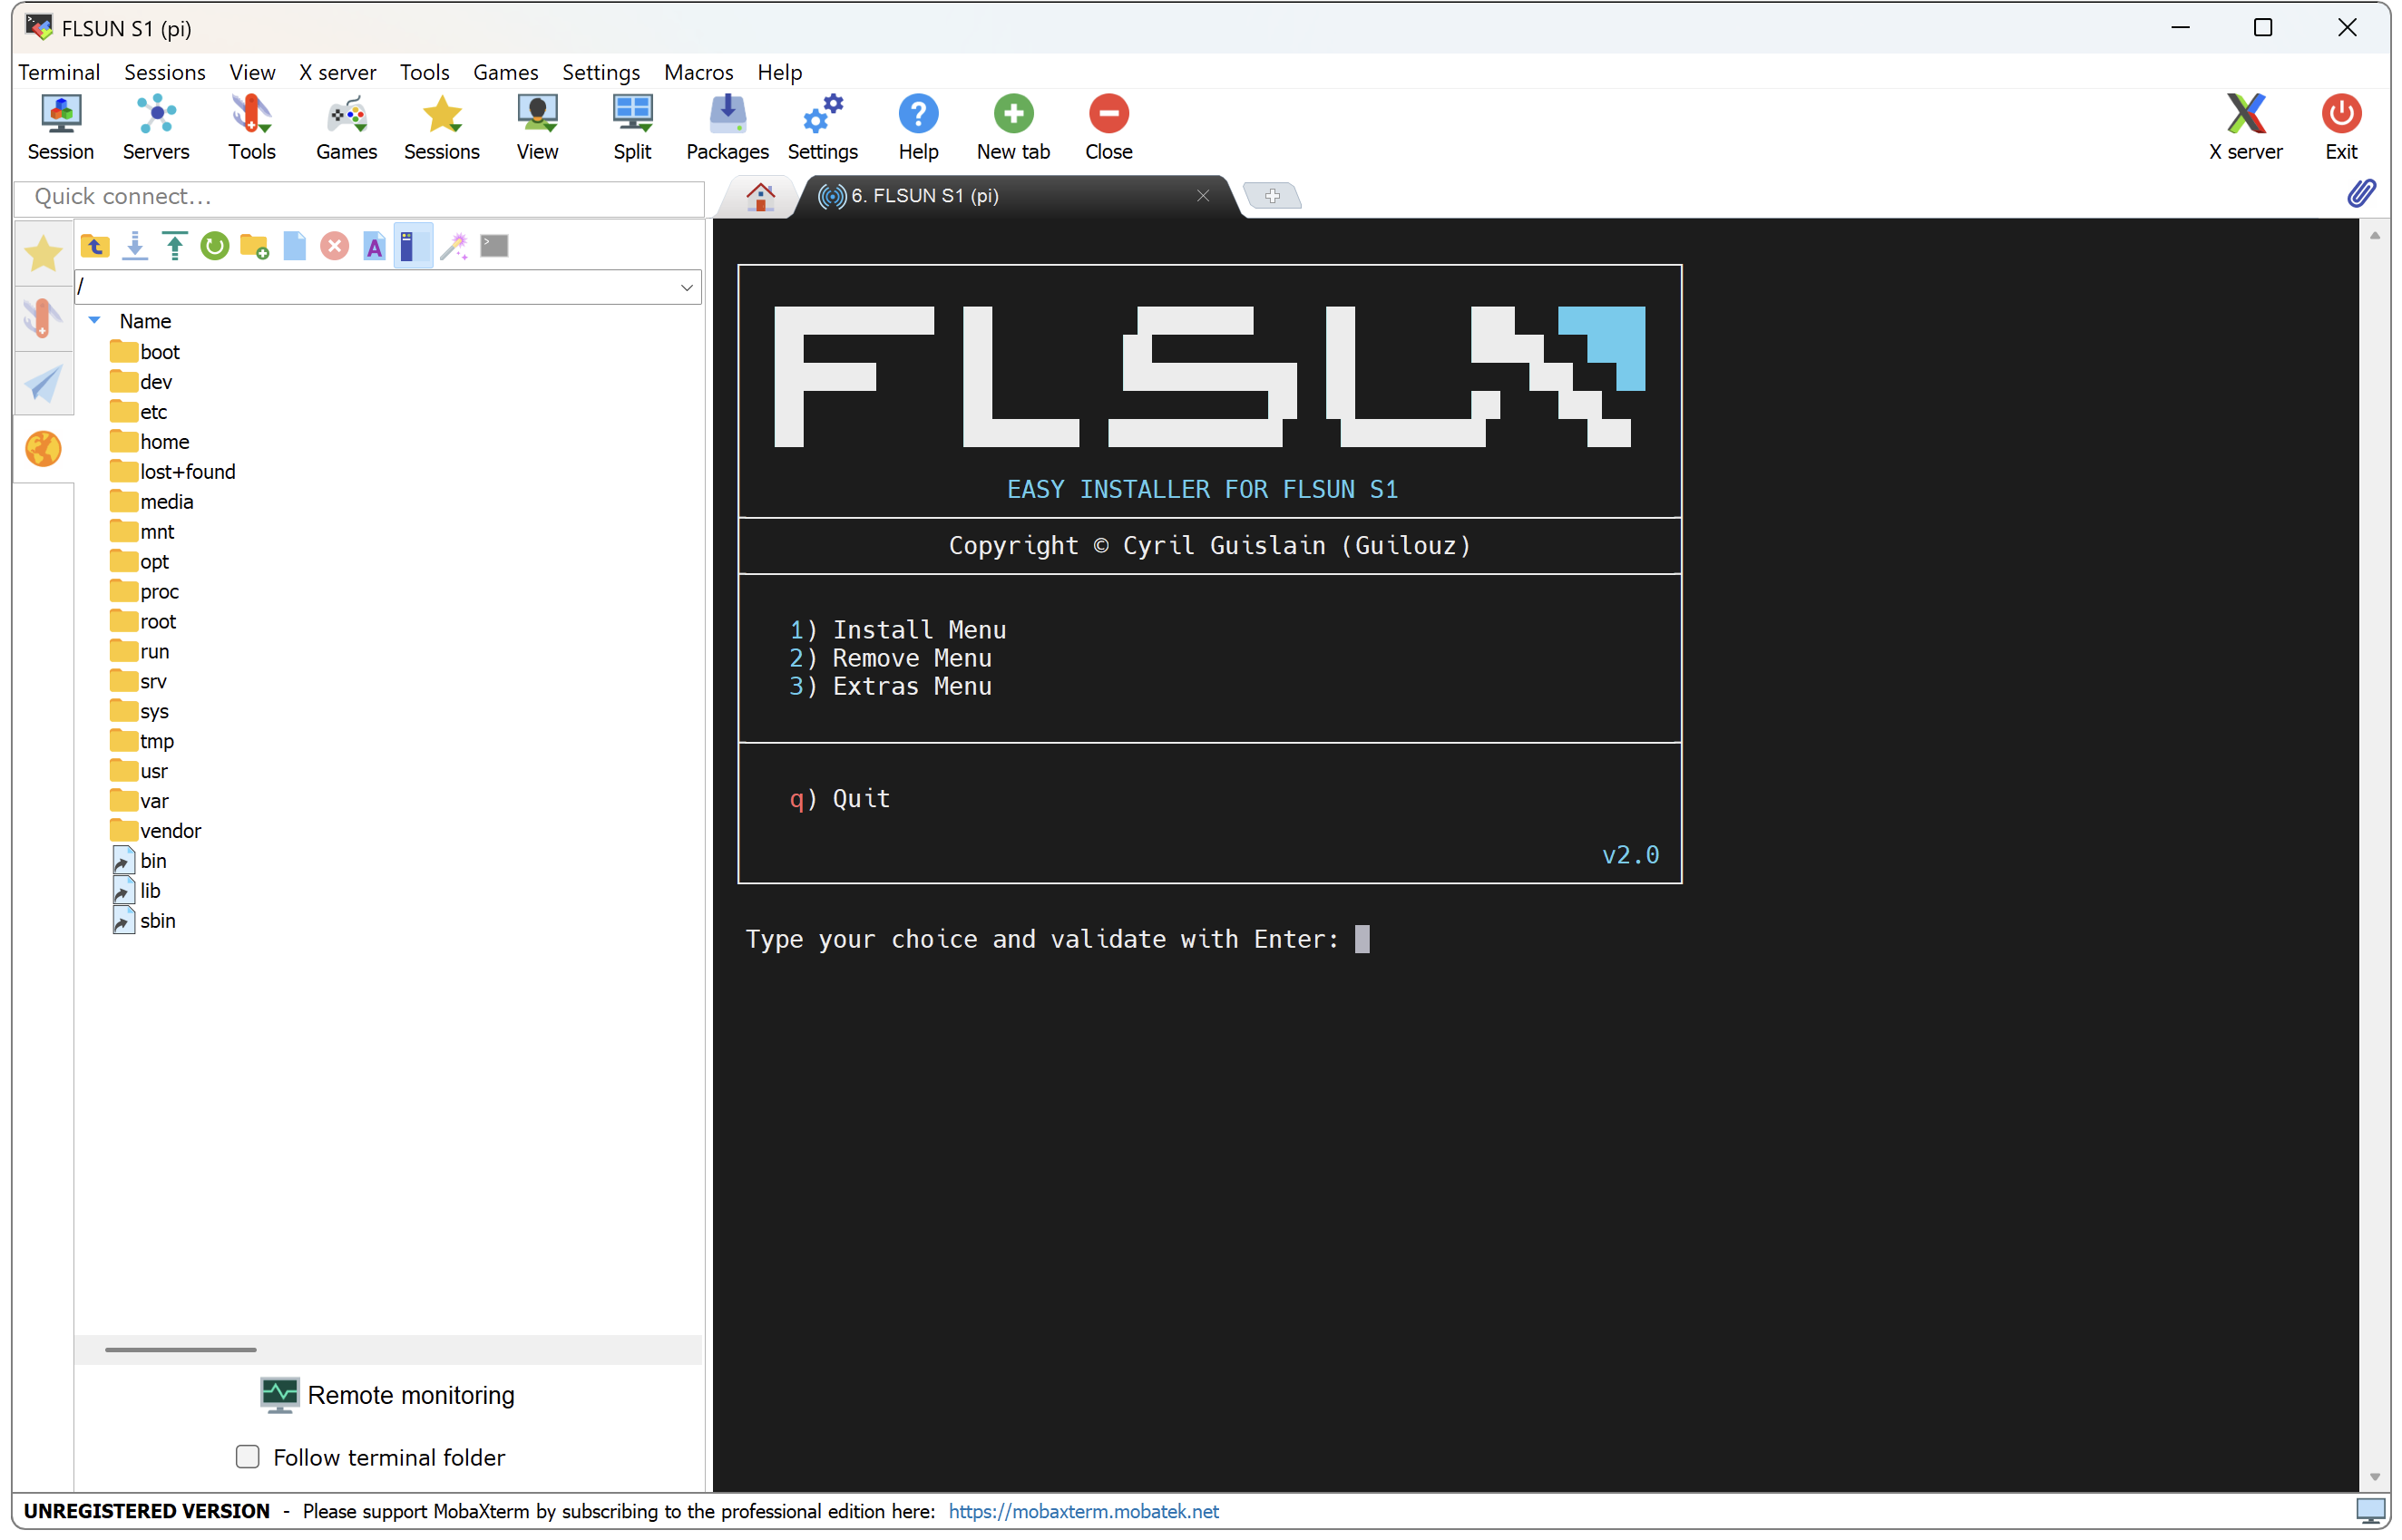 FLSUN S1 (pi)
Terminal Sessions View X server Tools Games Settings Macros Help
Session Servers Tools Games Sessions View Split Packages Settings Help New tab Close X server Exit
Quick connect...
6. FLSUN S1 (pi)
/
Name
boot
dev
etc
home
lost+found
media
mnt
opt
proc
root
run
srv
sys
tmp
usr
var
vendor
bin
lib
sbin
Remote monitoring
Follow terminal folder
FLSUN
EASY INSTALLER FOR FLSUN S1
Copyright © Cyril Guislain (Guilouz)
1) Install Menu
2) Remove Menu
3) Extras Menu
q) Quit
v2.0
Type your choice and validate with Enter:
UNREGISTERED VERSION - Please support MobaXterm by subscribing to the professional edition here: https://mobaxterm.mobatek.net